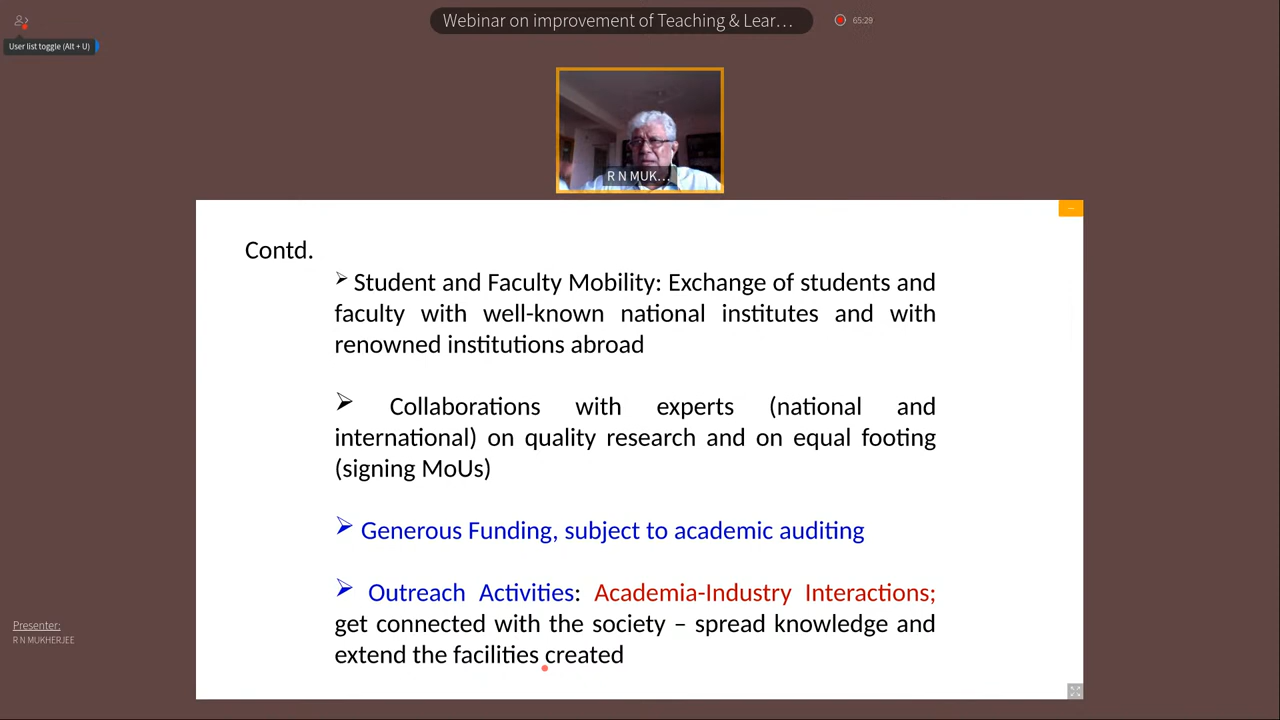 Webinar on improvement of Teaching & Lear...
65:29
User list toggle (Alt + U)
R N MUK...
Contd.
➢ Student and Faculty Mobility: Exchange of students and
faculty with well-known national institutes and with
renowned institutions abroad
➢ Collaborations with experts (national and
international) on quality research and on equal footing
(signing MoUs)
➢ Generous Funding, subject to academic auditing
➢ Outreach Activities: Academia-Industry Interactions;
get connected with the society – spread knowledge and
extend the facilities created
Presenter:
R N MUKHERJEE